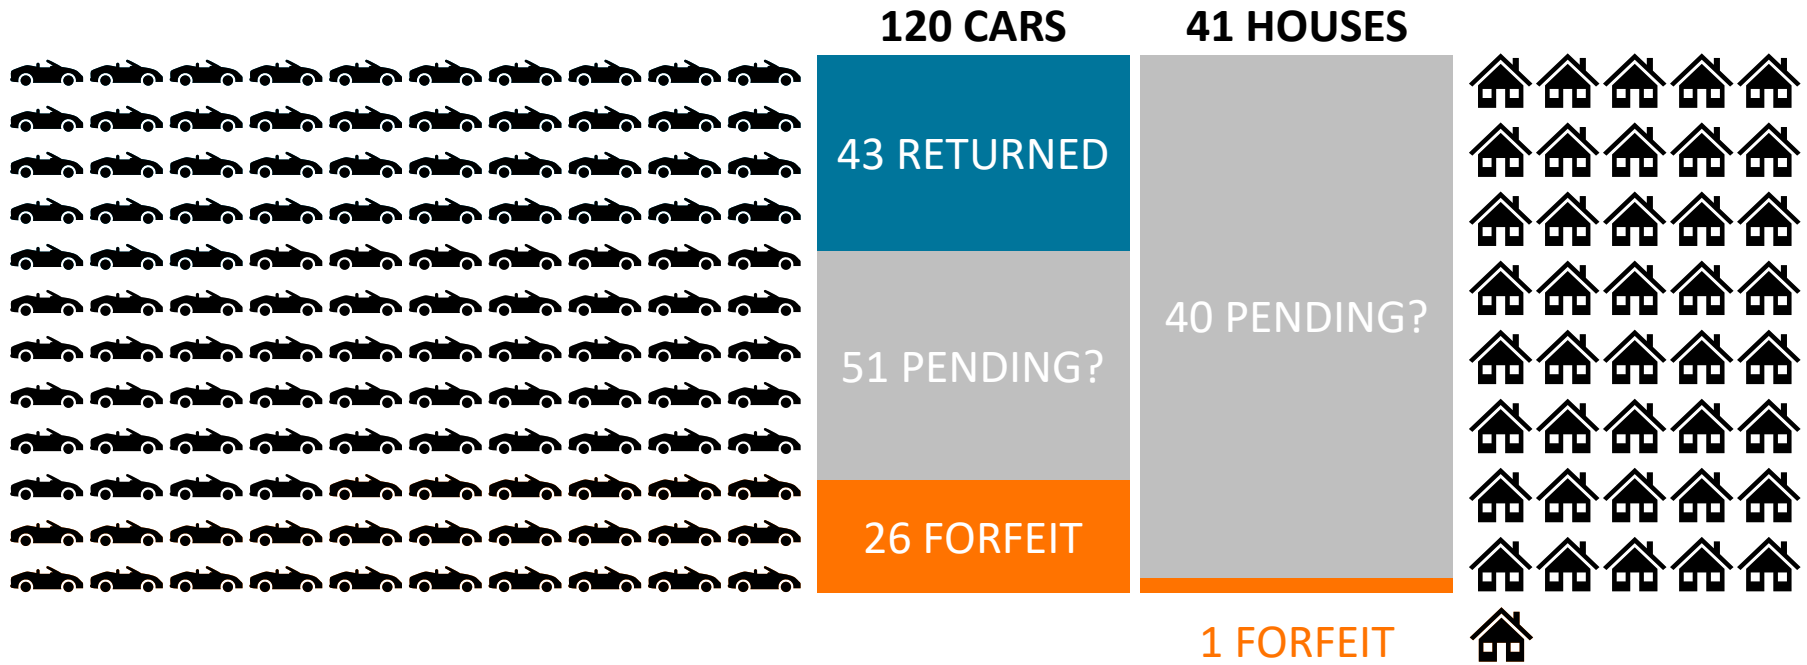 120 CARS
41 HOUSES
43 RETURNED
51 PENDING?
26 FORFEIT
40 PENDING?
1 FORFEIT